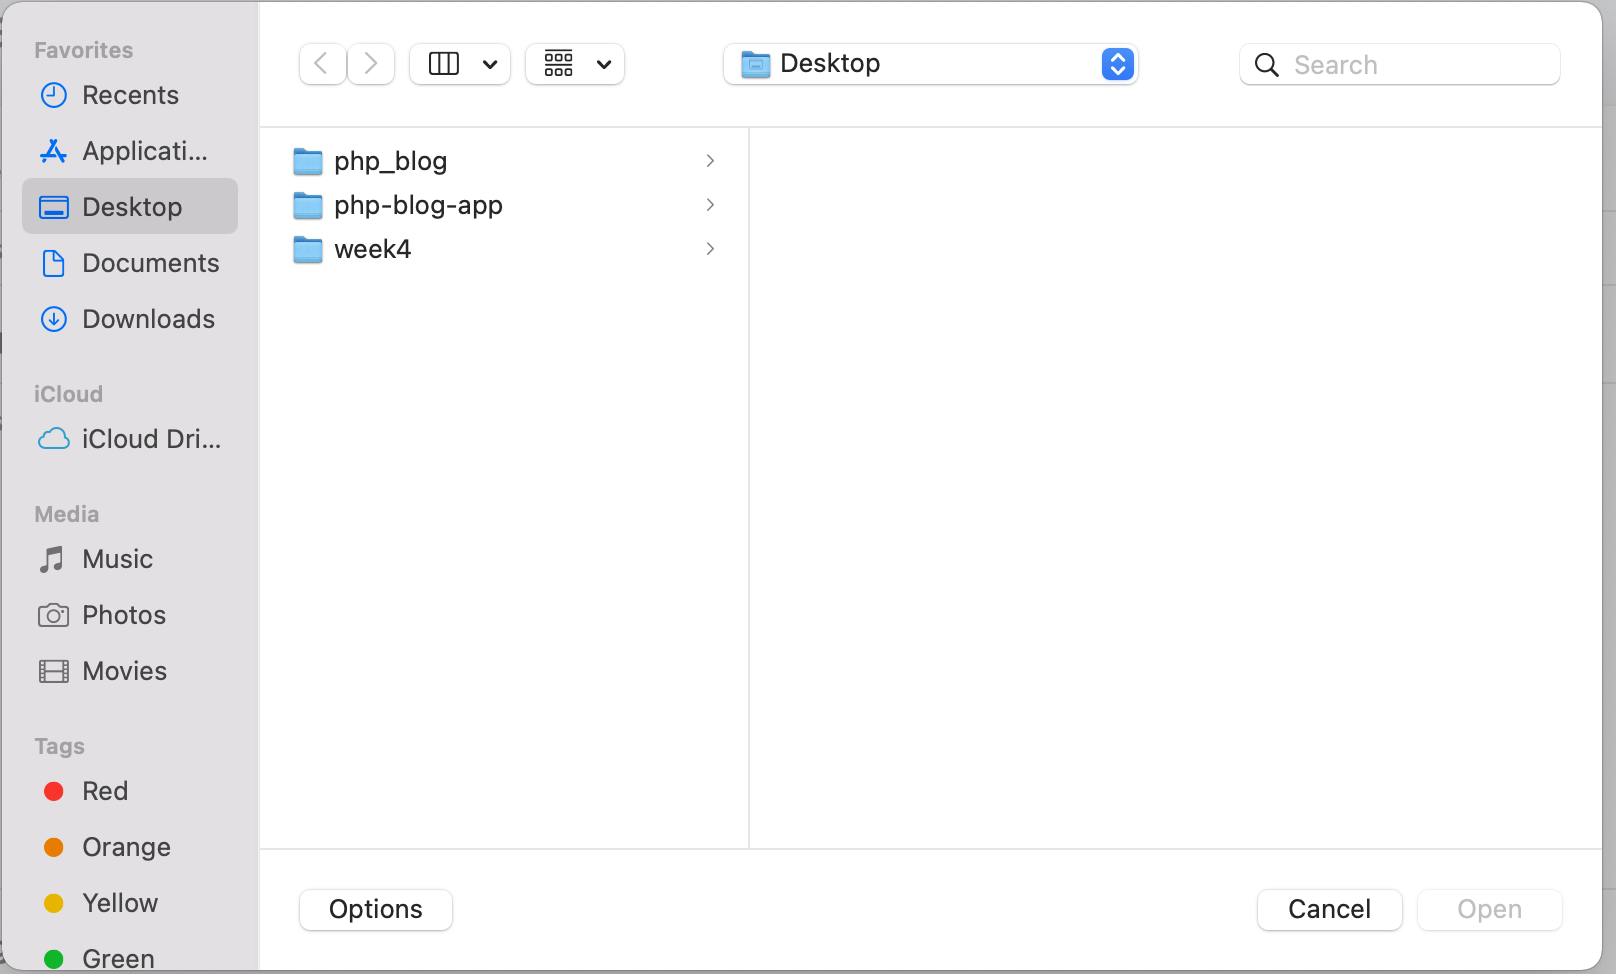 Favorites
Recents
Applicati...
Desktop
Documents
Downloads
iCloud
iCloud Dri...
Media
Music
Photos
Movies
Tags
Red
Orange
Yellow
Green
Desktop
Search
php_blog
php-blog-app
week4
Options
Cancel
Open